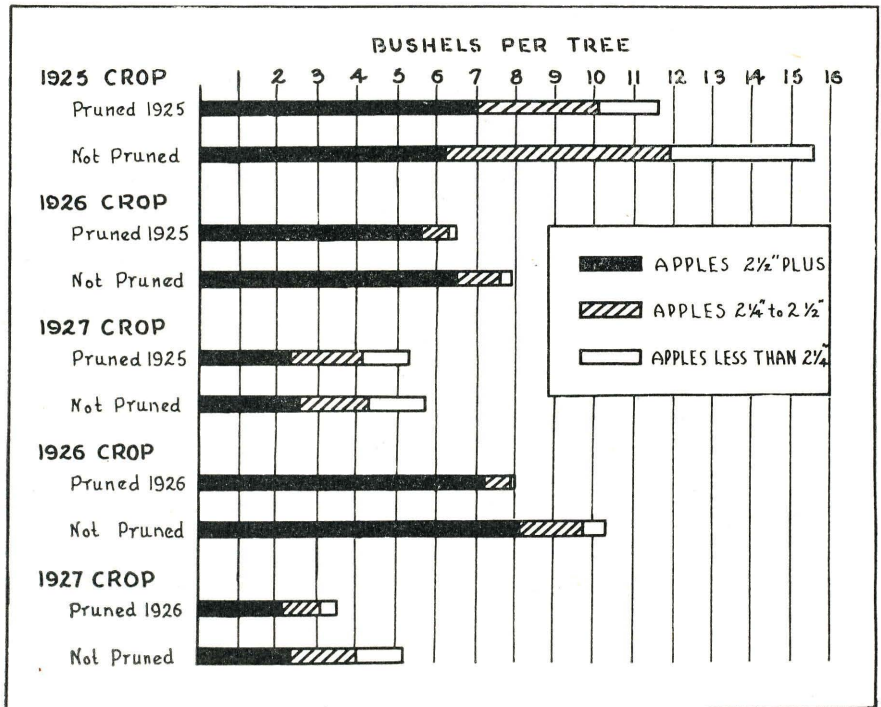 BUSHELS PER TREE
1 2 3 4 5 6 7 8 9 10 11 12 13 14 15 16
1925 CROP
Pruned 1925
Not Pruned
1926 CROP
Pruned 1925
Not Pruned
1927 CROP
Pruned 1925
Not Pruned
1926 CROP
Pruned 1926
Not Pruned
1927 CROP
Pruned 1926
Not Pruned
APPLES 2½" PLUS
APPLES 2¼" to 2½"
APPLES LESS THAN 2¼"